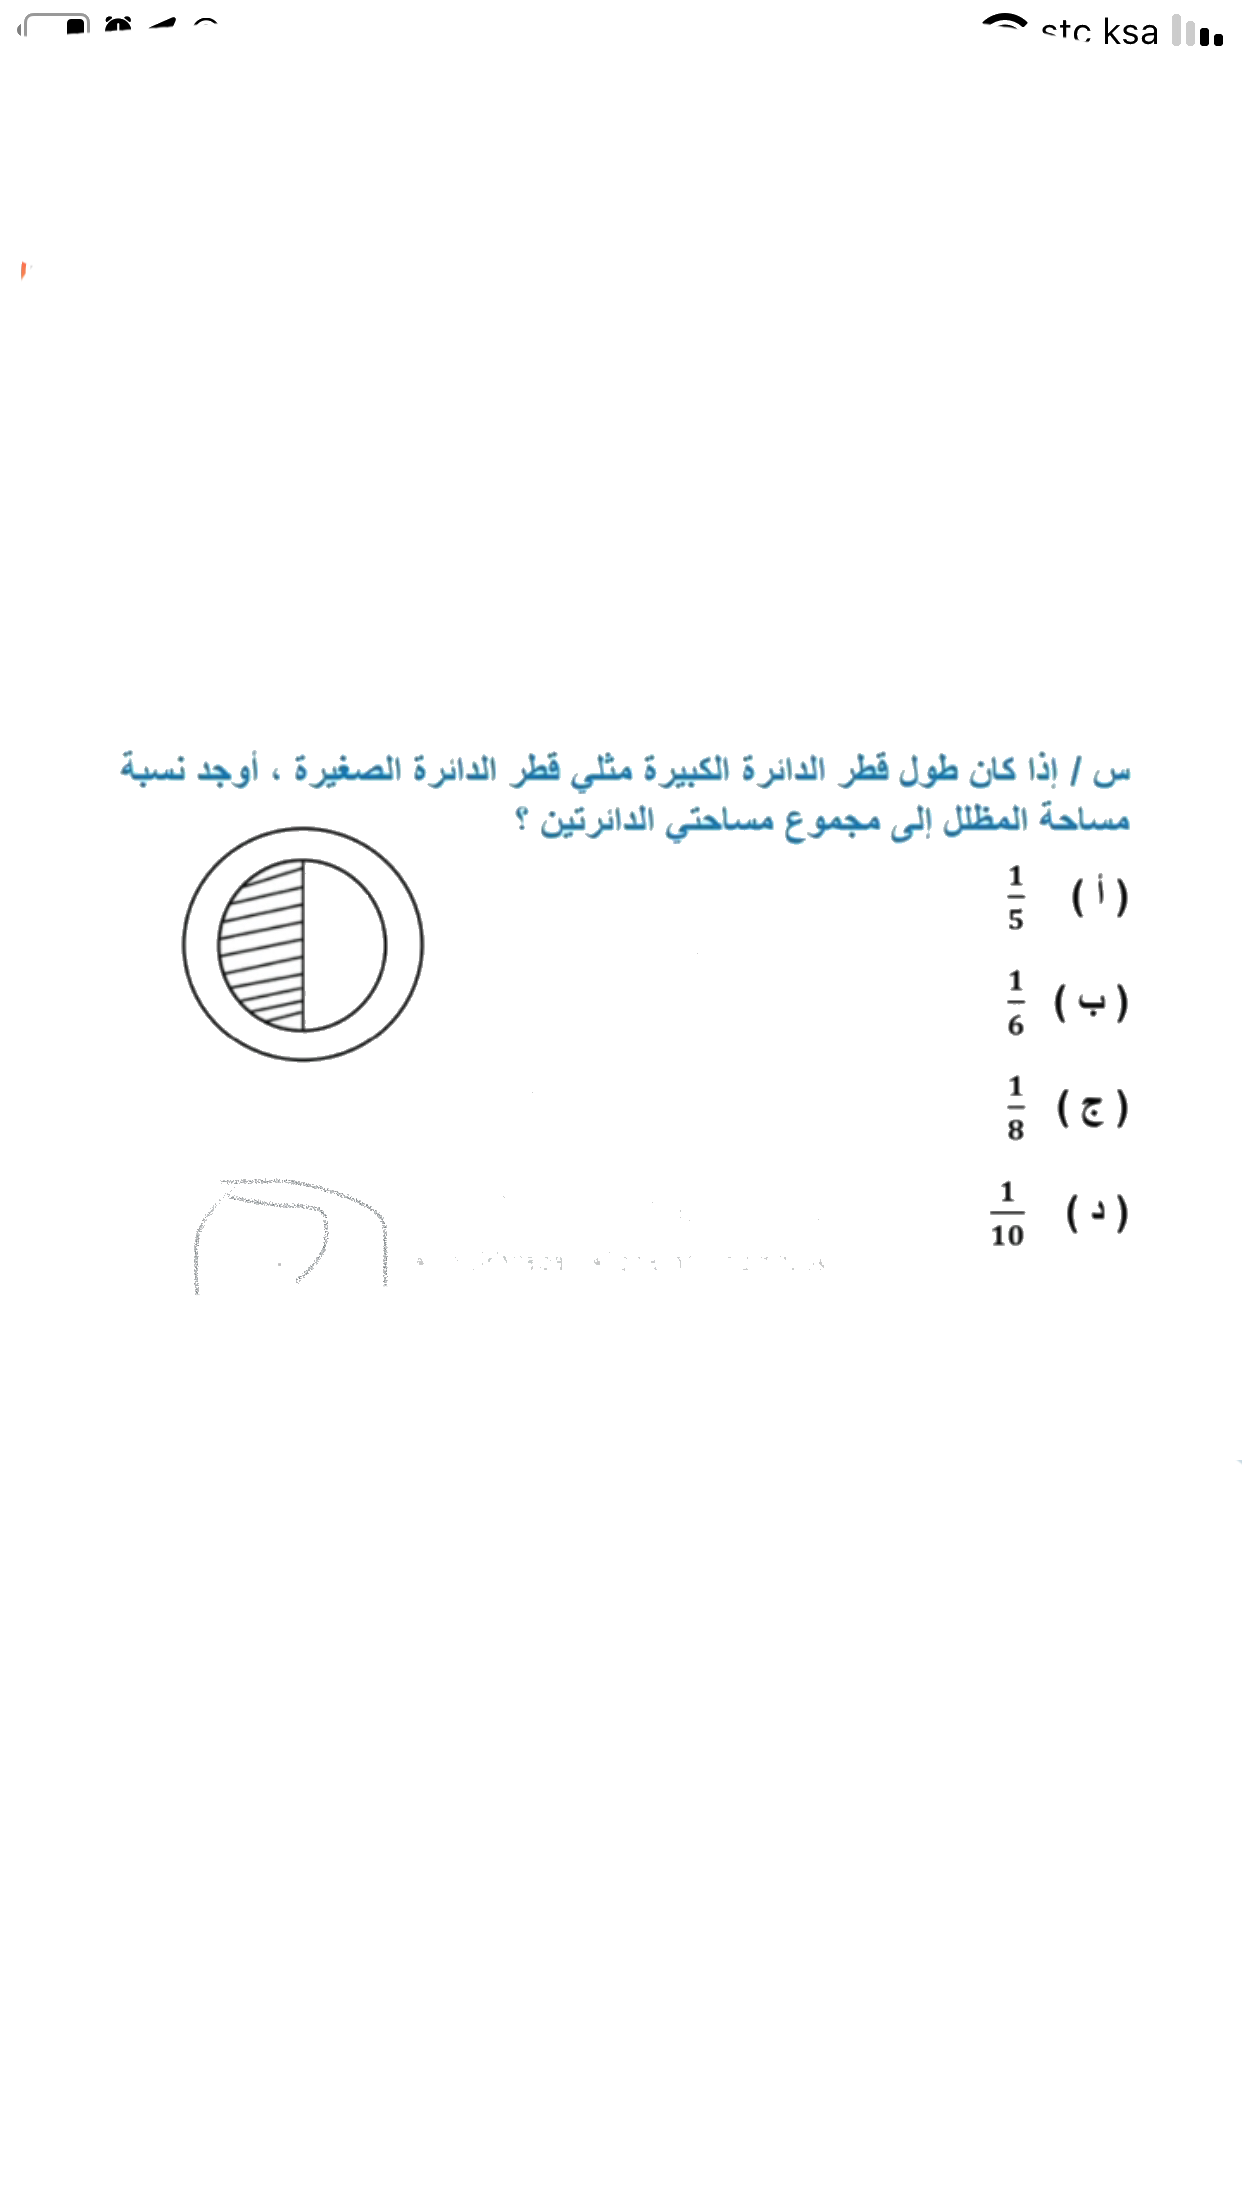 stc ksa
س / إذا كان طول قطر الدائرة الكبيرة مثلي قطر الدائرة الصغيرة ، أوجد نسبة
مساحة المظلل إلى مجموع مساحتي الدائرتين ؟
( أ ) 1/5
( ب ) 1/6
( ج ) 1/8
( د ) 1/10